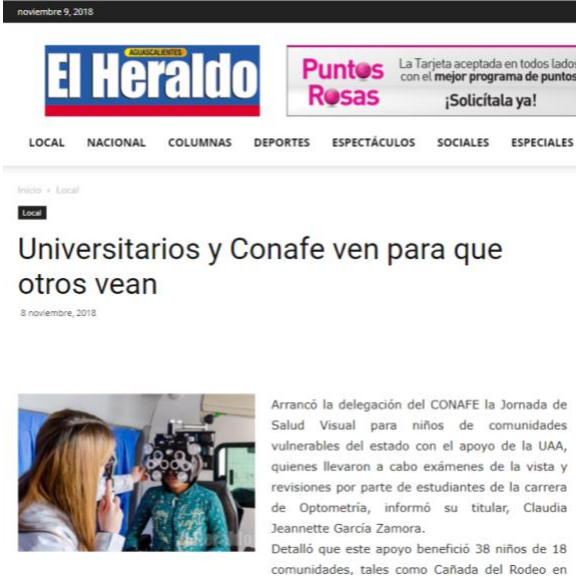 noviembre 9, 2018
AGUASCALIENTES
El Heraldo
Puntos Rosas
La Tarjeta aceptada en todos lados
con el mejor programa de puntos
¡Solicítala ya!
LOCAL NACIONAL COLUMNAS DEPORTES ESPECTÁCULOS SOCIALES ESPECIALES
Inicio › Local
Local
Universitarios y Conafe ven para que
otros vean
8 noviembre, 2018
Arrancó la delegación del CONAFE la Jornada de
Salud Visual para niños de comunidades
vulnerables del estado con el apoyo de la UAA,
quienes llevaron a cabo exámenes de la vista y
revisiones por parte de estudiantes de la carrera
de Optometría, informó su titular, Claudia
Jeannette García Zamora.
Detalló que este apoyo benefició 38 niños de 18
comunidades, tales como Cañada del Rodeo en